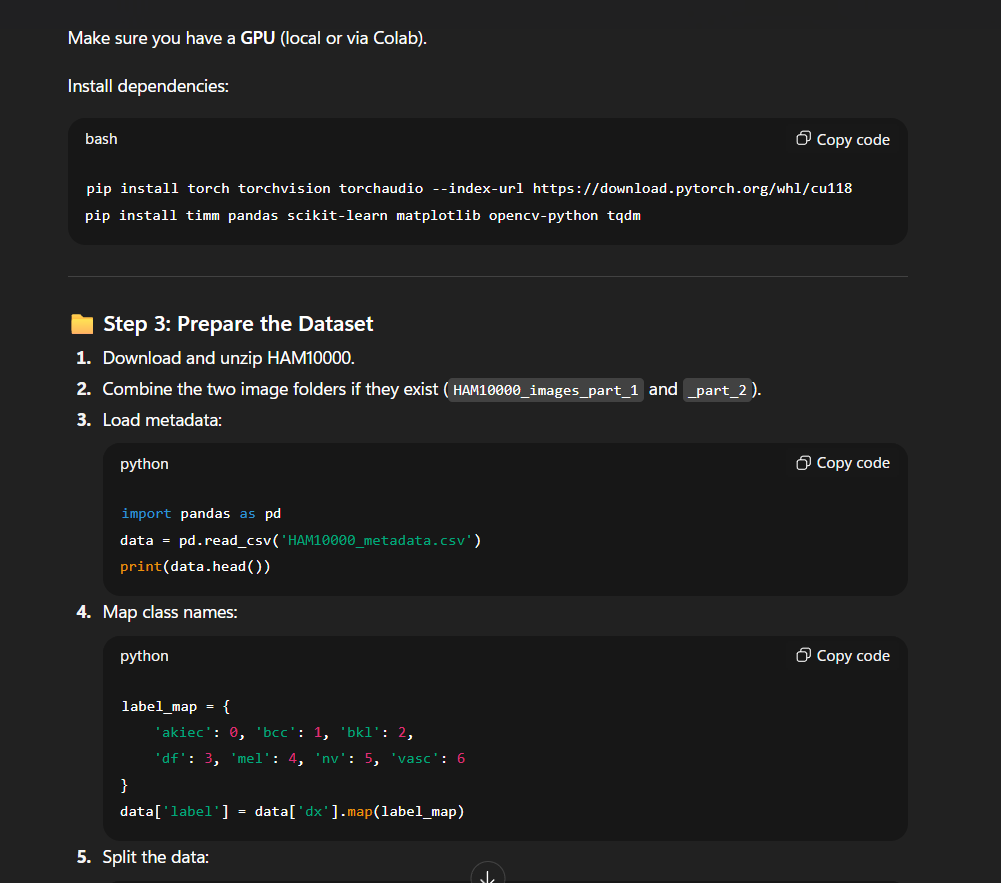 Make sure you have a GPU (local or via Colab).
Install dependencies:
bash
Copy code
pip install torch torchvision torchaudio --index-url https://download.pytorch.org/whl/cu118
pip install timm pandas scikit-learn matplotlib opencv-python tqdm
Step 3: Prepare the Dataset
1. Download and unzip HAM10000.
2. Combine the two image folders if they exist (HAM10000_images_part_1 and _part_2).
3. Load metadata:
python
Copy code
import pandas as pd
data = pd.read_csv('HAM10000_metadata.csv')
print(data.head())
4. Map class names:
python
Copy code
label_map = {
    'akiec': 0, 'bcc': 1, 'bkl': 2,
    'df': 3, 'mel': 4, 'nv': 5, 'vasc': 6
}
data['label'] = data['dx'].map(label_map)
5. Split the data: